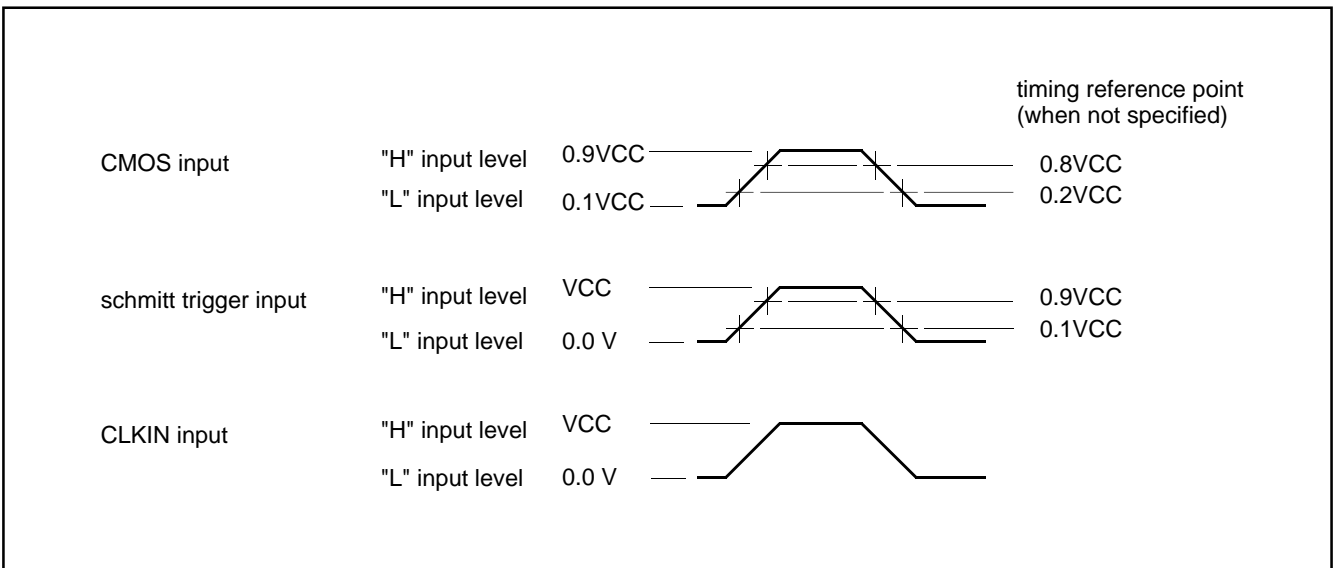 timing reference point
(when not specified)
CMOS input "H" input level 0.9VCC 0.8VCC
"L" input level 0.1VCC 0.2VCC
schmitt trigger input "H" input level VCC 0.9VCC
"L" input level 0.0 V 0.1VCC
CLKIN input "H" input level VCC
"L" input level 0.0 V